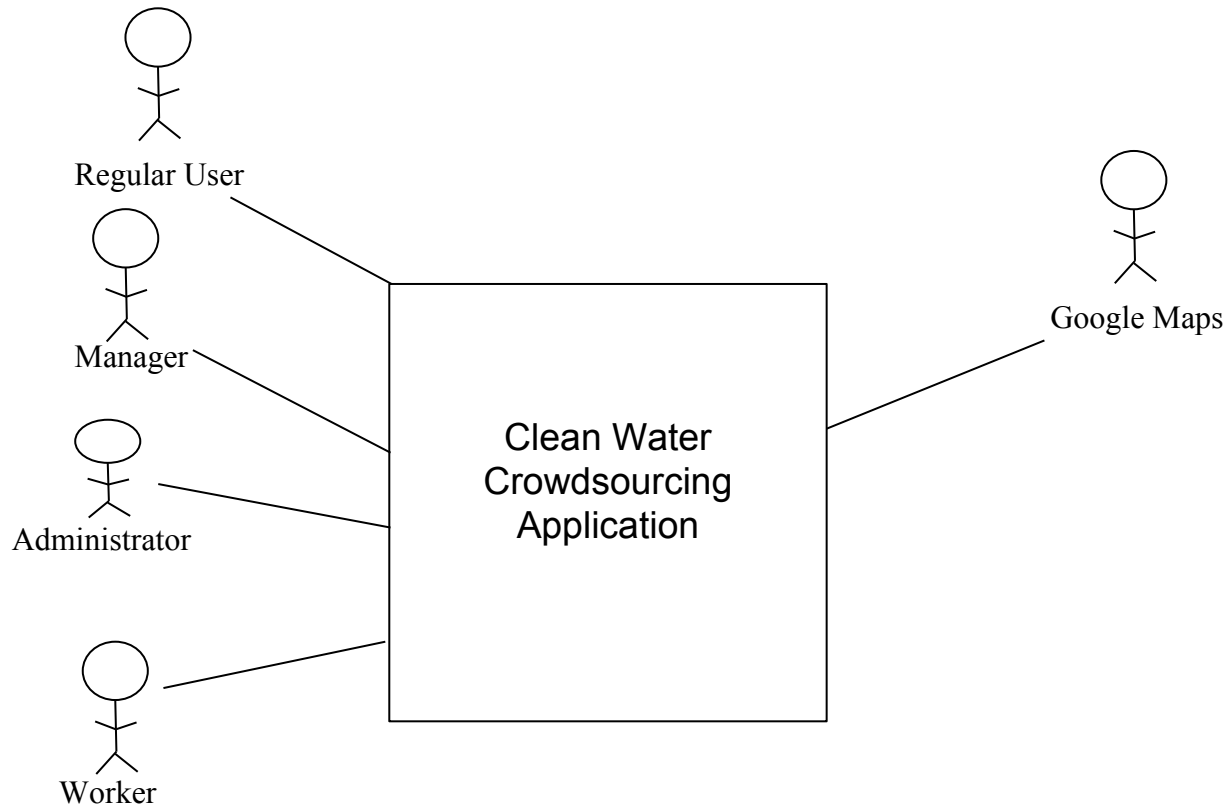 Regular User
Manager
Administrator
Worker
Clean Water
Crowdsourcing
Application
Google Maps